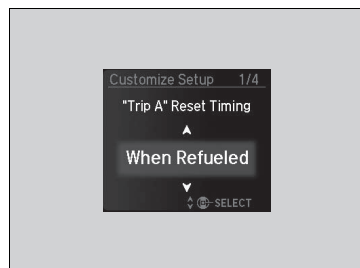 Customize Setup 1/4
"Trip A" Reset Timing
When Refueled
SELECT